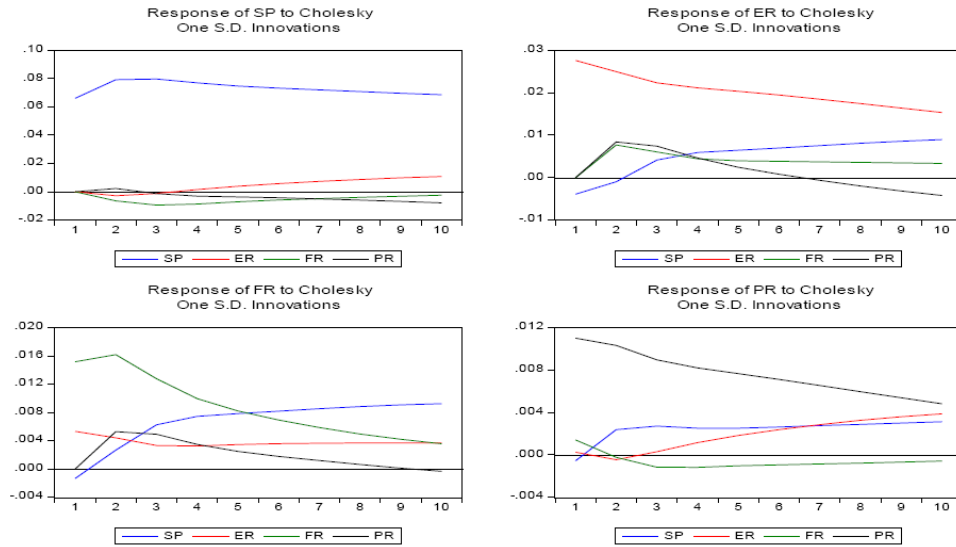 Response of SP to Cholesky
One S.D. Innovations
.10
.08
.06
.04
.02
.00
-.02
1 2 3 4 5 6 7 8 9 10
SP ER FR PR
Response of ER to Cholesky
One S.D. Innovations
.03
.02
.01
.00
-.01
1 2 3 4 5 6 7 8 9 10
SP ER FR PR
Response of FR to Cholesky
One S.D. Innovations
.020
.016
.012
.008
.004
.000
-.004
1 2 3 4 5 6 7 8 9 10
SP ER FR PR
Response of PR to Cholesky
One S.D. Innovations
.012
.008
.004
.000
-.004
1 2 3 4 5 6 7 8 9 10
SP ER FR PR